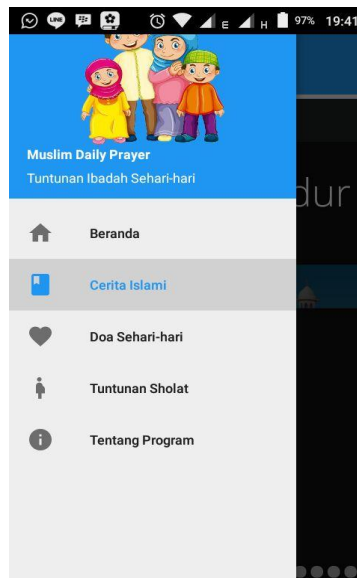 LINE E H 97% 19:41
Muslim Daily Prayer
Tuntunan Ibadah Sehari-hari
dur
Beranda
Cerita Islami
Doa Sehari-hari
Tuntunan Sholat
Tentang Program